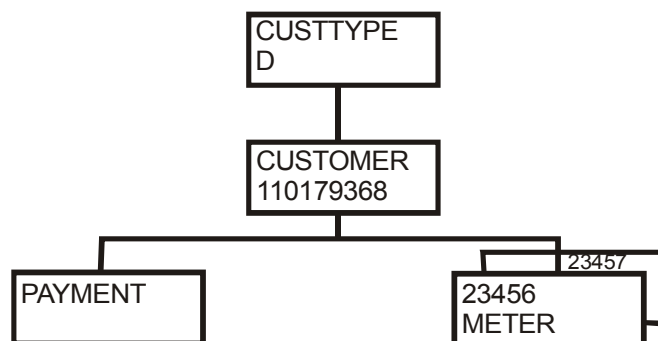 CUSTTYPE
D
CUSTOMER
110179368
23457
PAYMENT
23456
METER